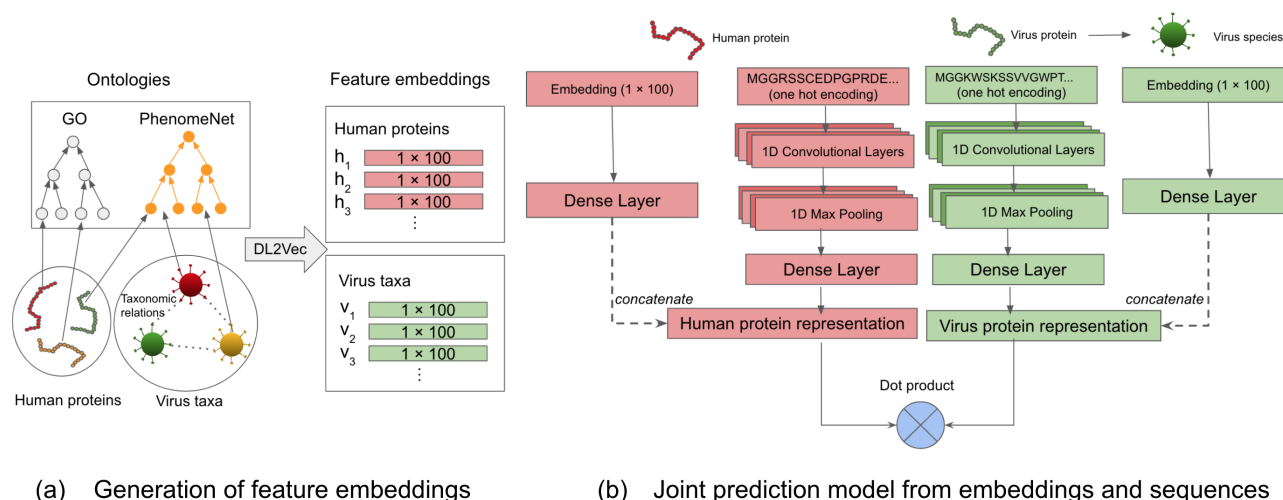 Ontologies
GO
PhenomeNet
Taxonomic
relations
Human proteins
Virus taxa
DL2Vec
Feature embeddings
Human proteins
h1
1 × 100
h2
1 × 100
h3
1 × 100
⋮
Virus taxa
v1
1 × 100
v2
1 × 100
v3
1 × 100
⋮
(a) Generation of feature embeddings
Human protein
Virus protein
Virus species
Embedding (1 × 100)
MGGRSSCEDPGPRDE...
(one hot encoding)
MGGKWSKSSVVGWPT...
(one hot encoding)
Embedding (1 × 100)
1D Convolutional Layers
1D Convolutional Layers
Dense Layer
1D Max Pooling
1D Max Pooling
Dense Layer
Dense Layer
Dense Layer
concatenate
concatenate
Human protein representation
Virus protein representation
Dot product
(b) Joint prediction model from embeddings and sequences